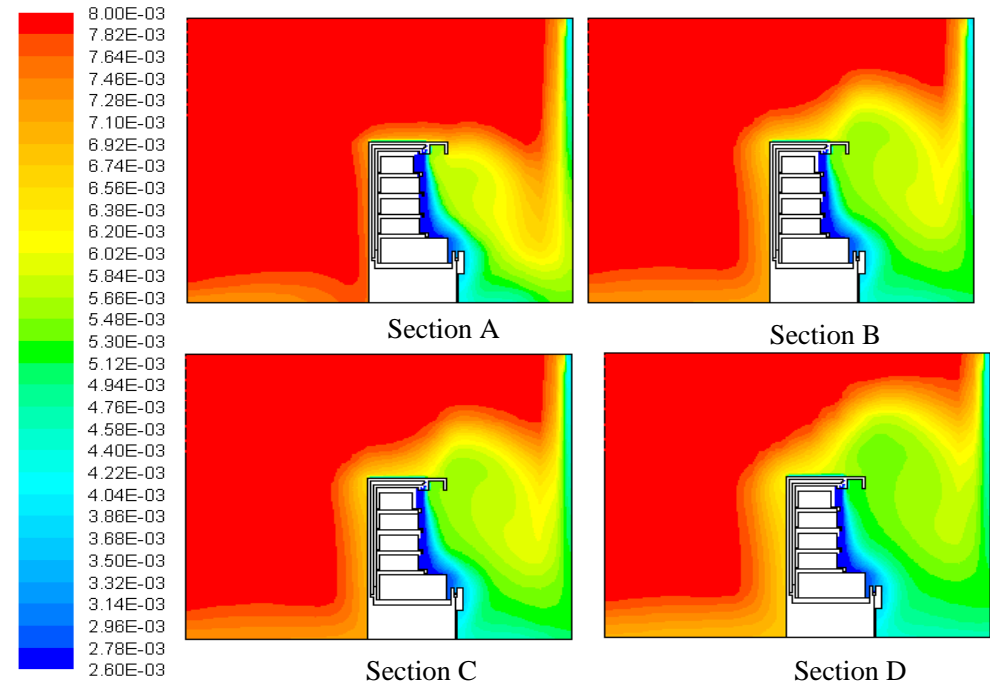 8.00E-03
7.82E-03
7.64E-03
7.46E-03
7.28E-03
7.10E-03
6.92E-03
6.74E-03
6.56E-03
6.38E-03
6.20E-03
6.02E-03
5.84E-03
5.66E-03
5.48E-03
5.30E-03
5.12E-03
4.94E-03
4.76E-03
4.58E-03
4.40E-03
4.22E-03
4.04E-03
3.86E-03
3.68E-03
3.50E-03
3.32E-03
3.14E-03
2.96E-03
2.78E-03
2.60E-03
Section A
Section B
Section C
Section D